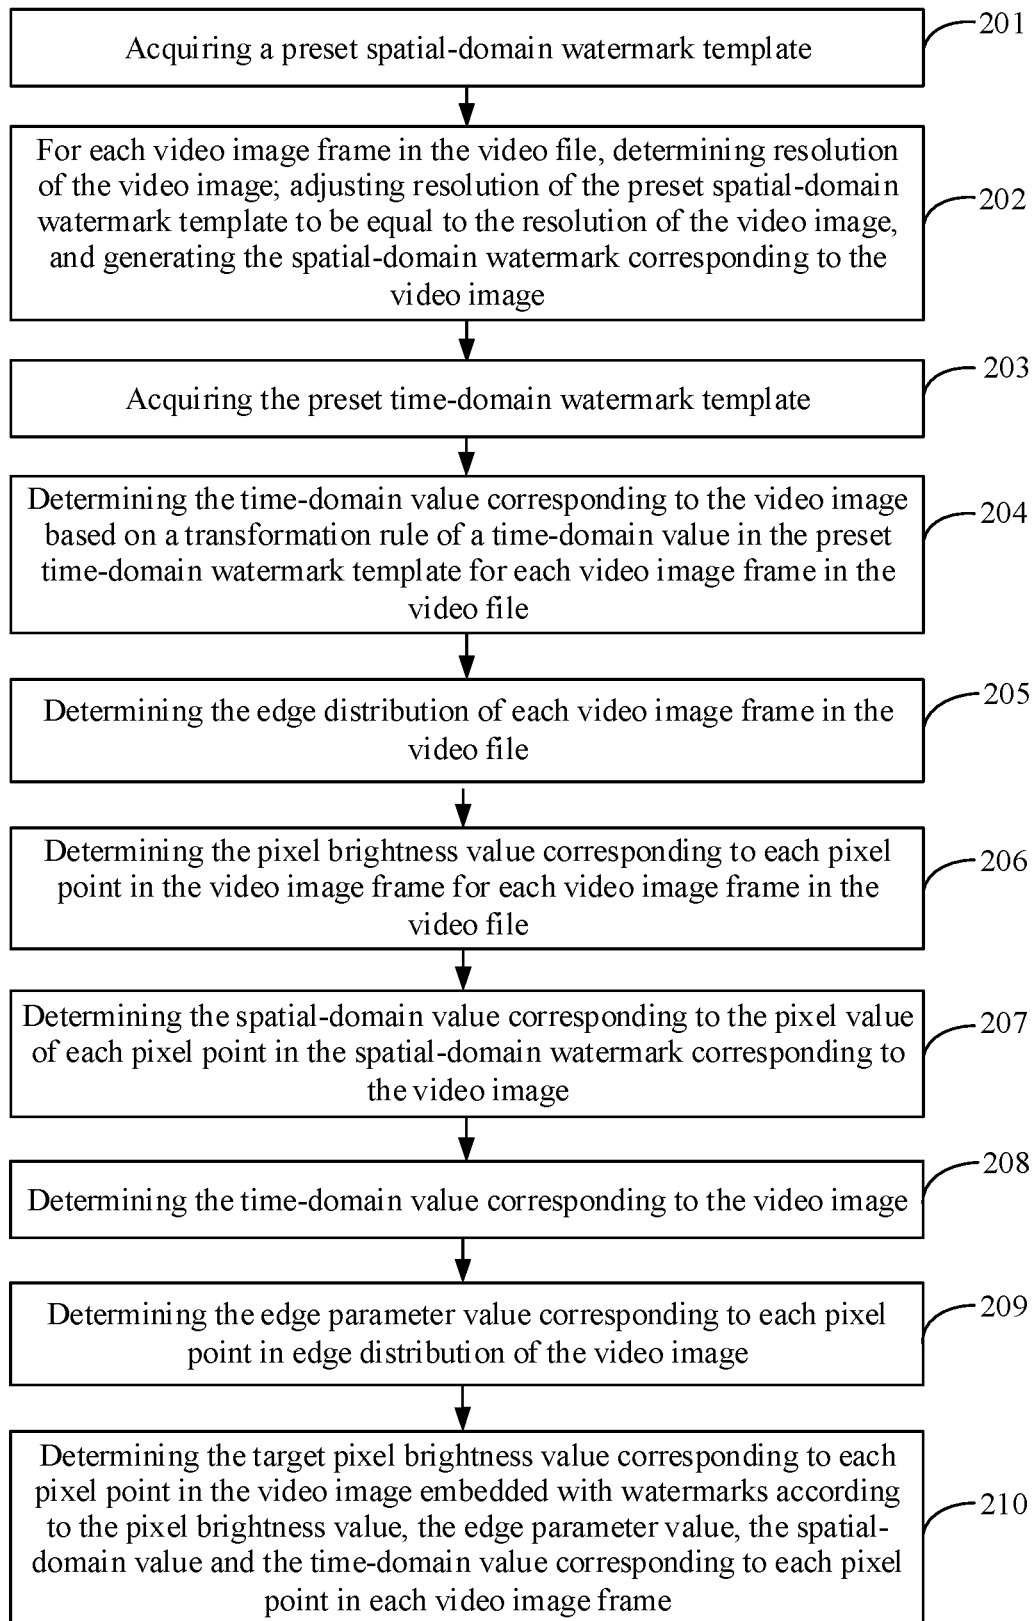 Acquiring a preset spatial-domain watermark template
201
For each video image frame in the video file, determining resolution
of the video image; adjusting resolution of the preset spatial-domain
watermark template to be equal to the resolution of the video image,
and generating the spatial-domain watermark corresponding to the
video image
202
Acquiring the preset time-domain watermark template
203
Determining the time-domain value corresponding to the video image
based on a transformation rule of a time-domain value in the preset
time-domain watermark template for each video image frame in the
video file
204
Determining the edge distribution of each video image frame in the
video file
205
Determining the pixel brightness value corresponding to each pixel
point in the video image frame for each video image frame in the
video file
206
Determining the spatial-domain value corresponding to the pixel value
of each pixel point in the spatial-domain watermark corresponding to
the video image
207
Determining the time-domain value corresponding to the video image
208
Determining the edge parameter value corresponding to each pixel
point in edge distribution of the video image
209
Determining the target pixel brightness value corresponding to each
pixel point in the video image embedded with watermarks according
to the pixel brightness value, the edge parameter value, the spatial-
domain value and the time-domain value corresponding to each pixel
point in each video image frame
210